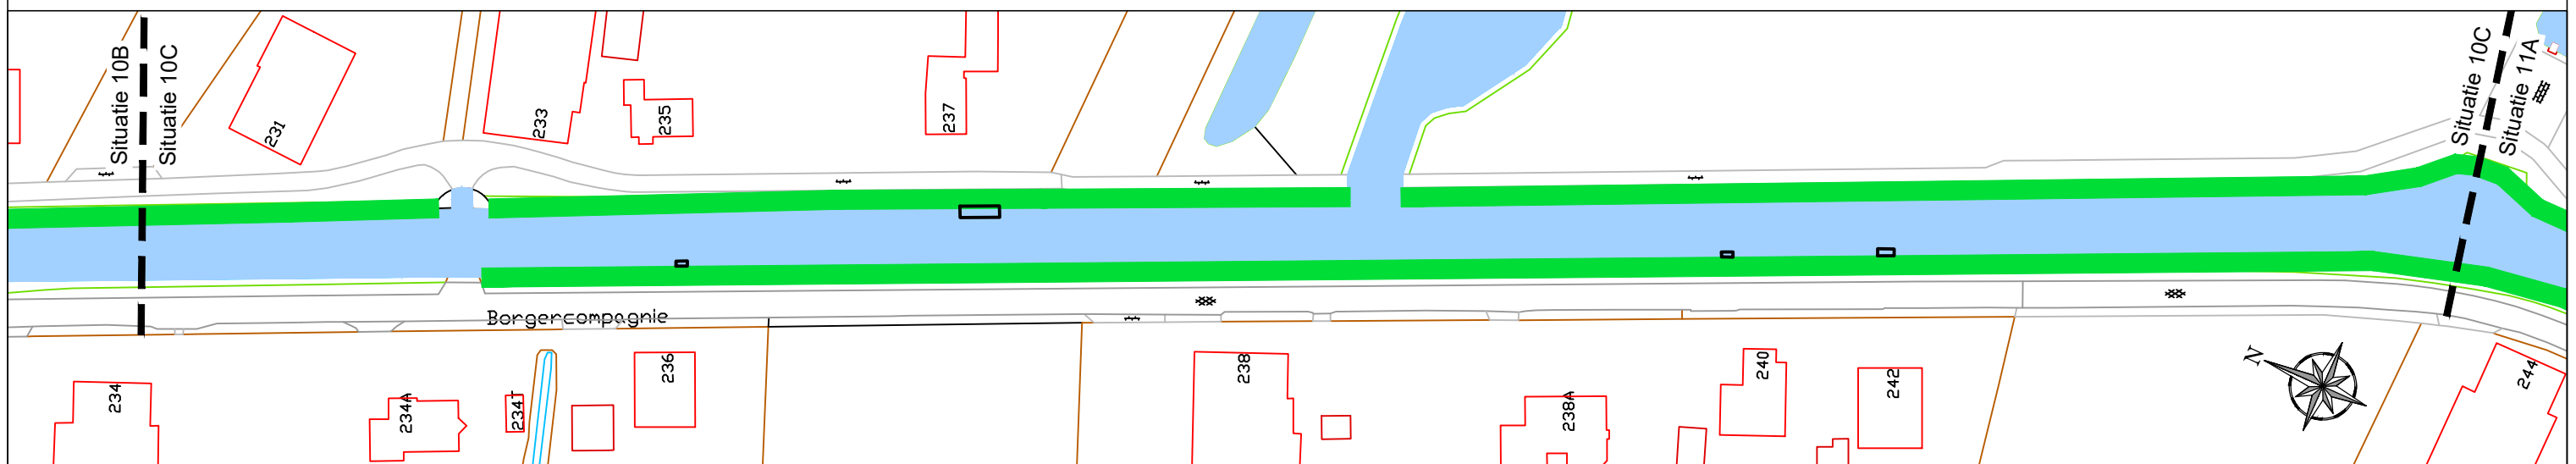 Situatie 10B
Situatie 10C
231
233
235
237
Situatie 10C
Situatie 11A
Borgercompagnie
N
234
234A
234T
236
238
238A
240
242
244